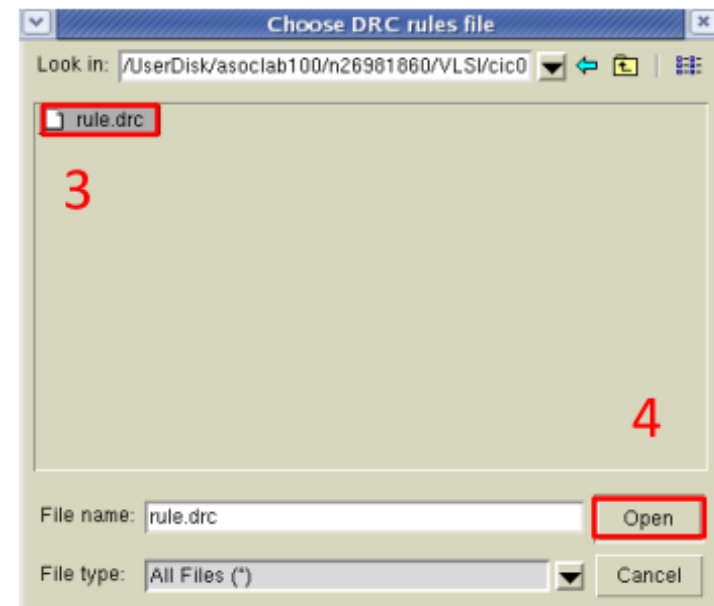 Choose DRC rules file
Look in: /UserDisk/asoclab100/n26981860/VLSI/cic0
rule.drc
3
4
File name: rule.drc Open
File type: All Files (*) Cancel